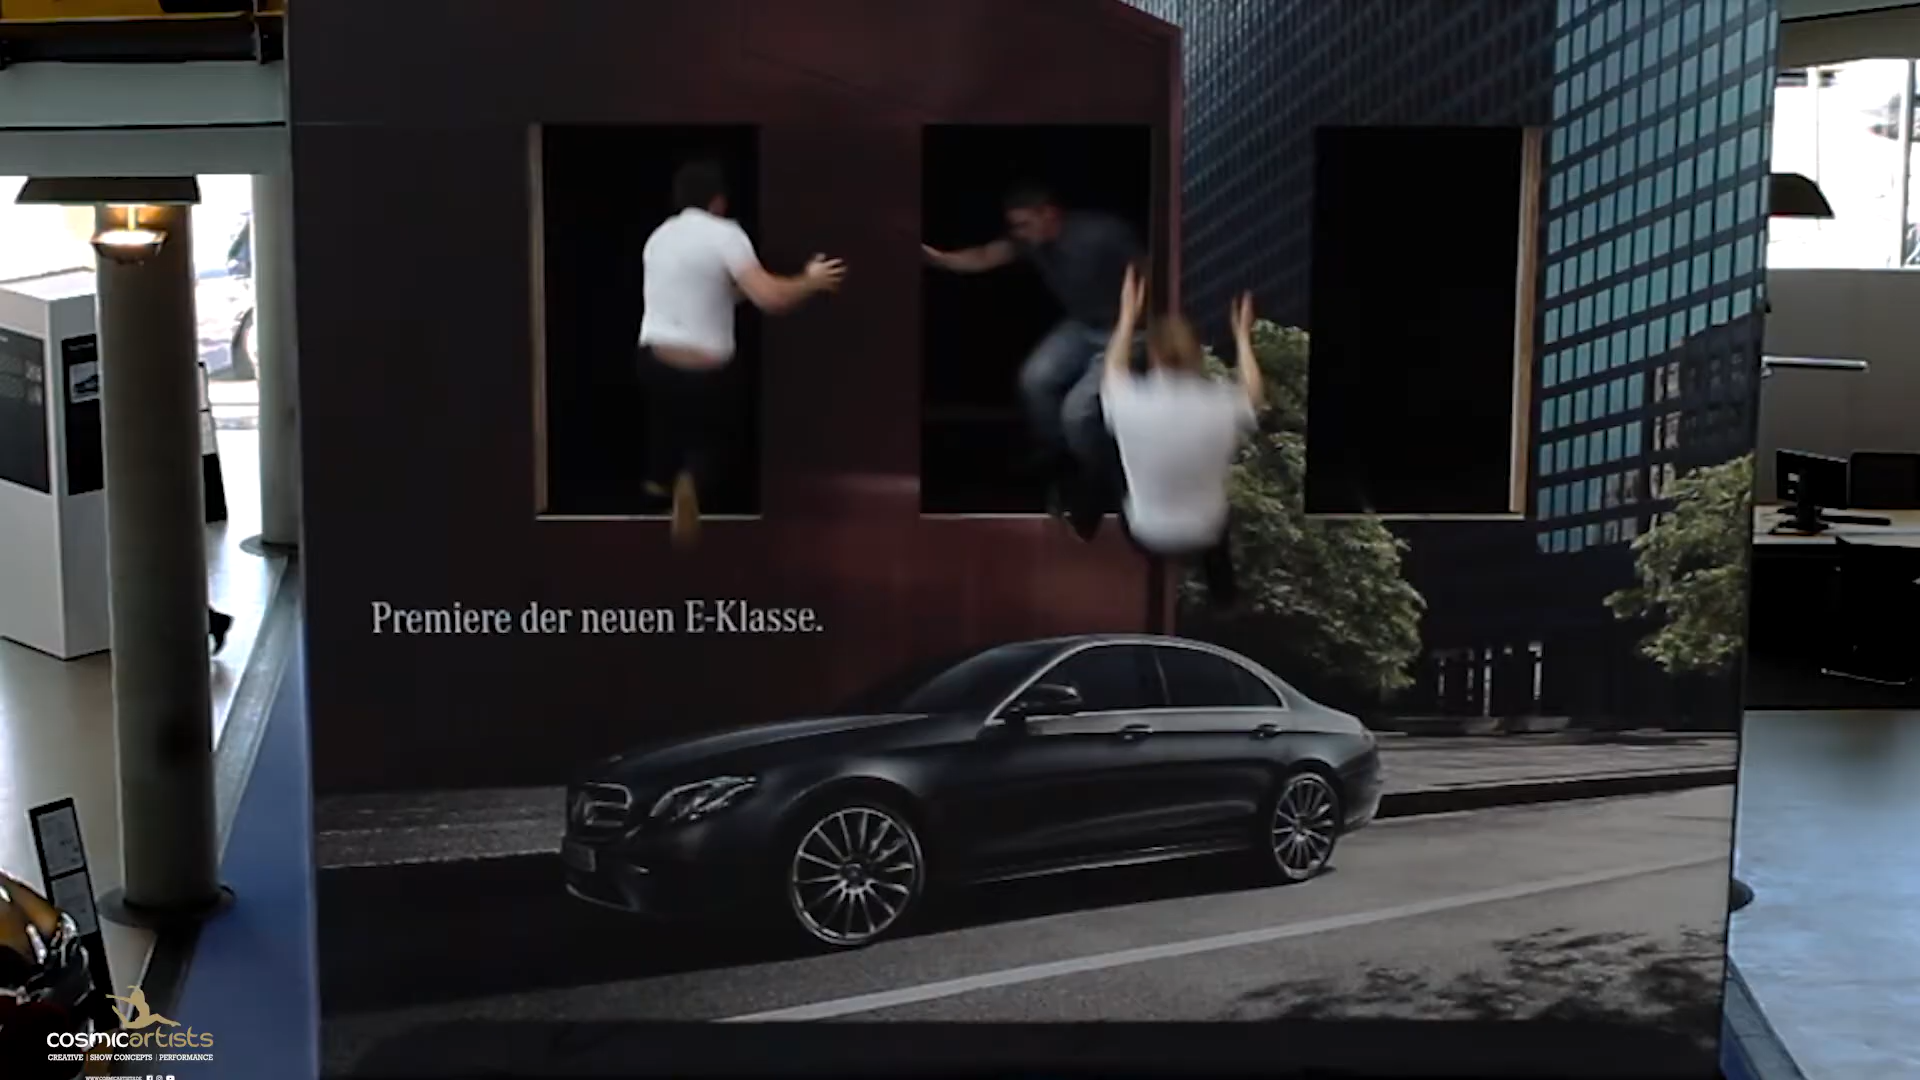 Premiere der neuen E-Klasse.
cosmicartists
CREATIVE | SHOW CONCEPTS | PERFORMANCE